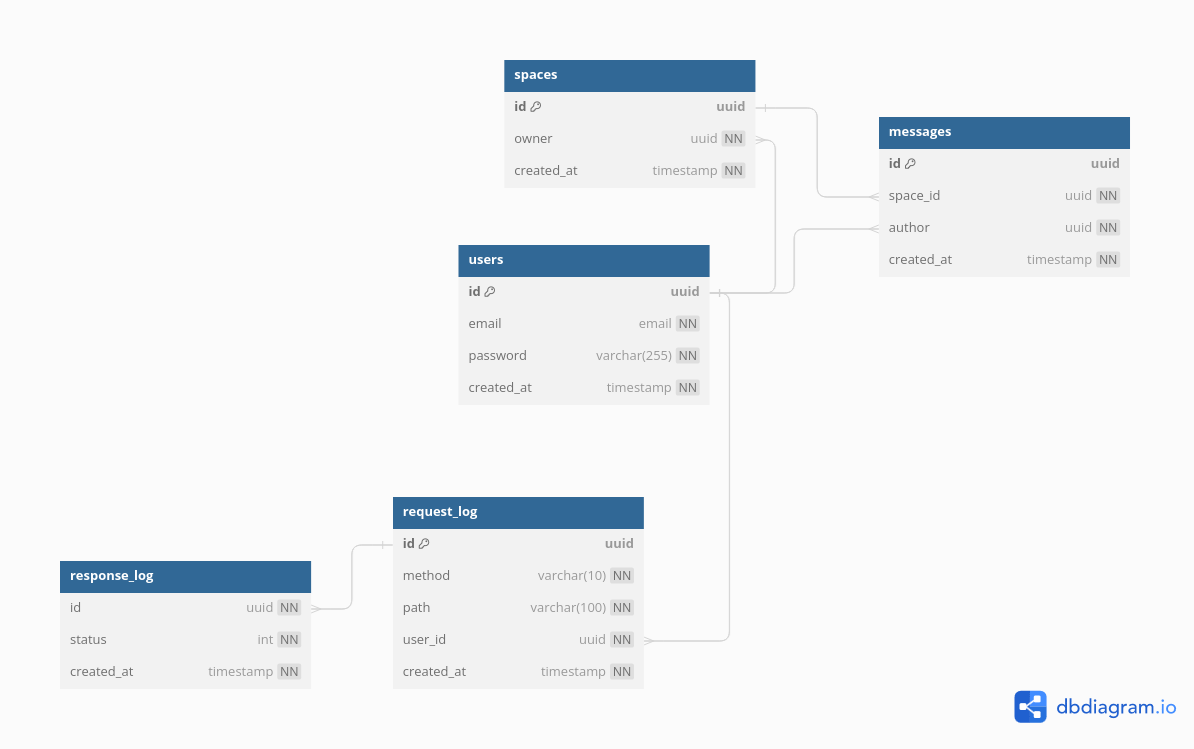 spaces
id uuid
owner uuid NN
created_at timestamp NN
messages
id uuid
space_id uuid NN
author uuid NN
created_at timestamp NN
users
id uuid
email email NN
password varchar(255) NN
created_at timestamp NN
request_log
id uuid
method varchar(10) NN
path varchar(100) NN
user_id uuid NN
created_at timestamp NN
response_log
id uuid NN
status int NN
created_at timestamp NN
dbdiagram.io